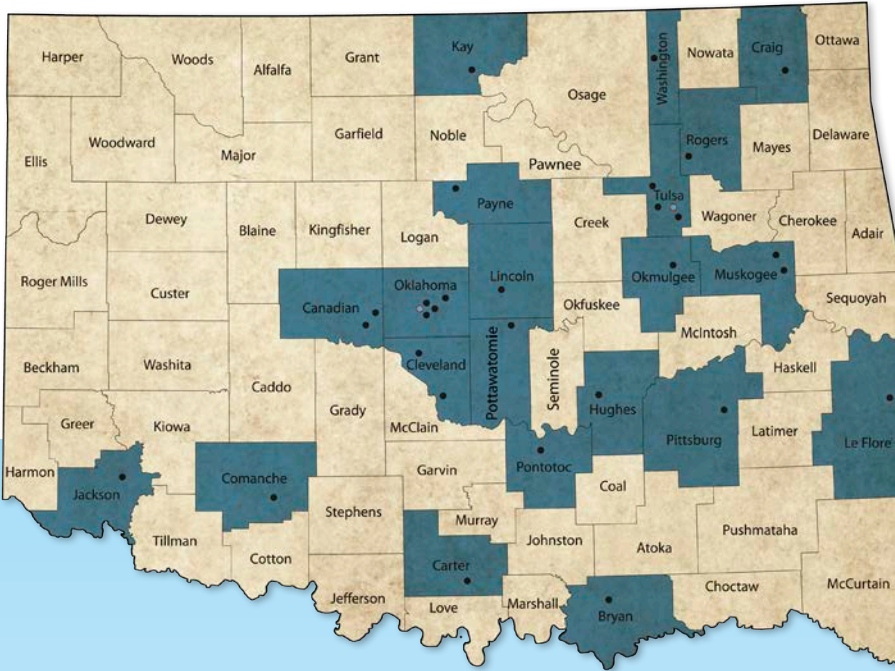 Harper
Woods
Alfalfa
Grant
Kay
Osage
Washington
Nowata
Craig
Ottawa
Ellis
Woodward
Major
Garfield
Noble
Pawnee
Rogers
Mayes
Delaware
Roger Mills
Dewey
Blaine
Kingfisher
Logan
Payne
Creek
Tulsa
Wagoner
Cherokee
Adair
Custer
Canadian
Oklahoma
Lincoln
Okfuskee
Okmulgee
Muskogee
Sequoyah
Beckham
Washita
Caddo
Grady
Cleveland
McClain
Pottawatomie
Seminole
Hughes
McIntosh
Haskell
Pittsburg
Latimer
Le Flore
Harmon
Greer
Kiowa
Jackson
Comanche
Tillman
Cotton
Stephens
Garvin
Pontotoc
Coal
Murray
Johnston
Atoka
Pushmataha
McCurtain
Jefferson
Carter
Love
Marshall
Bryan
Choctaw